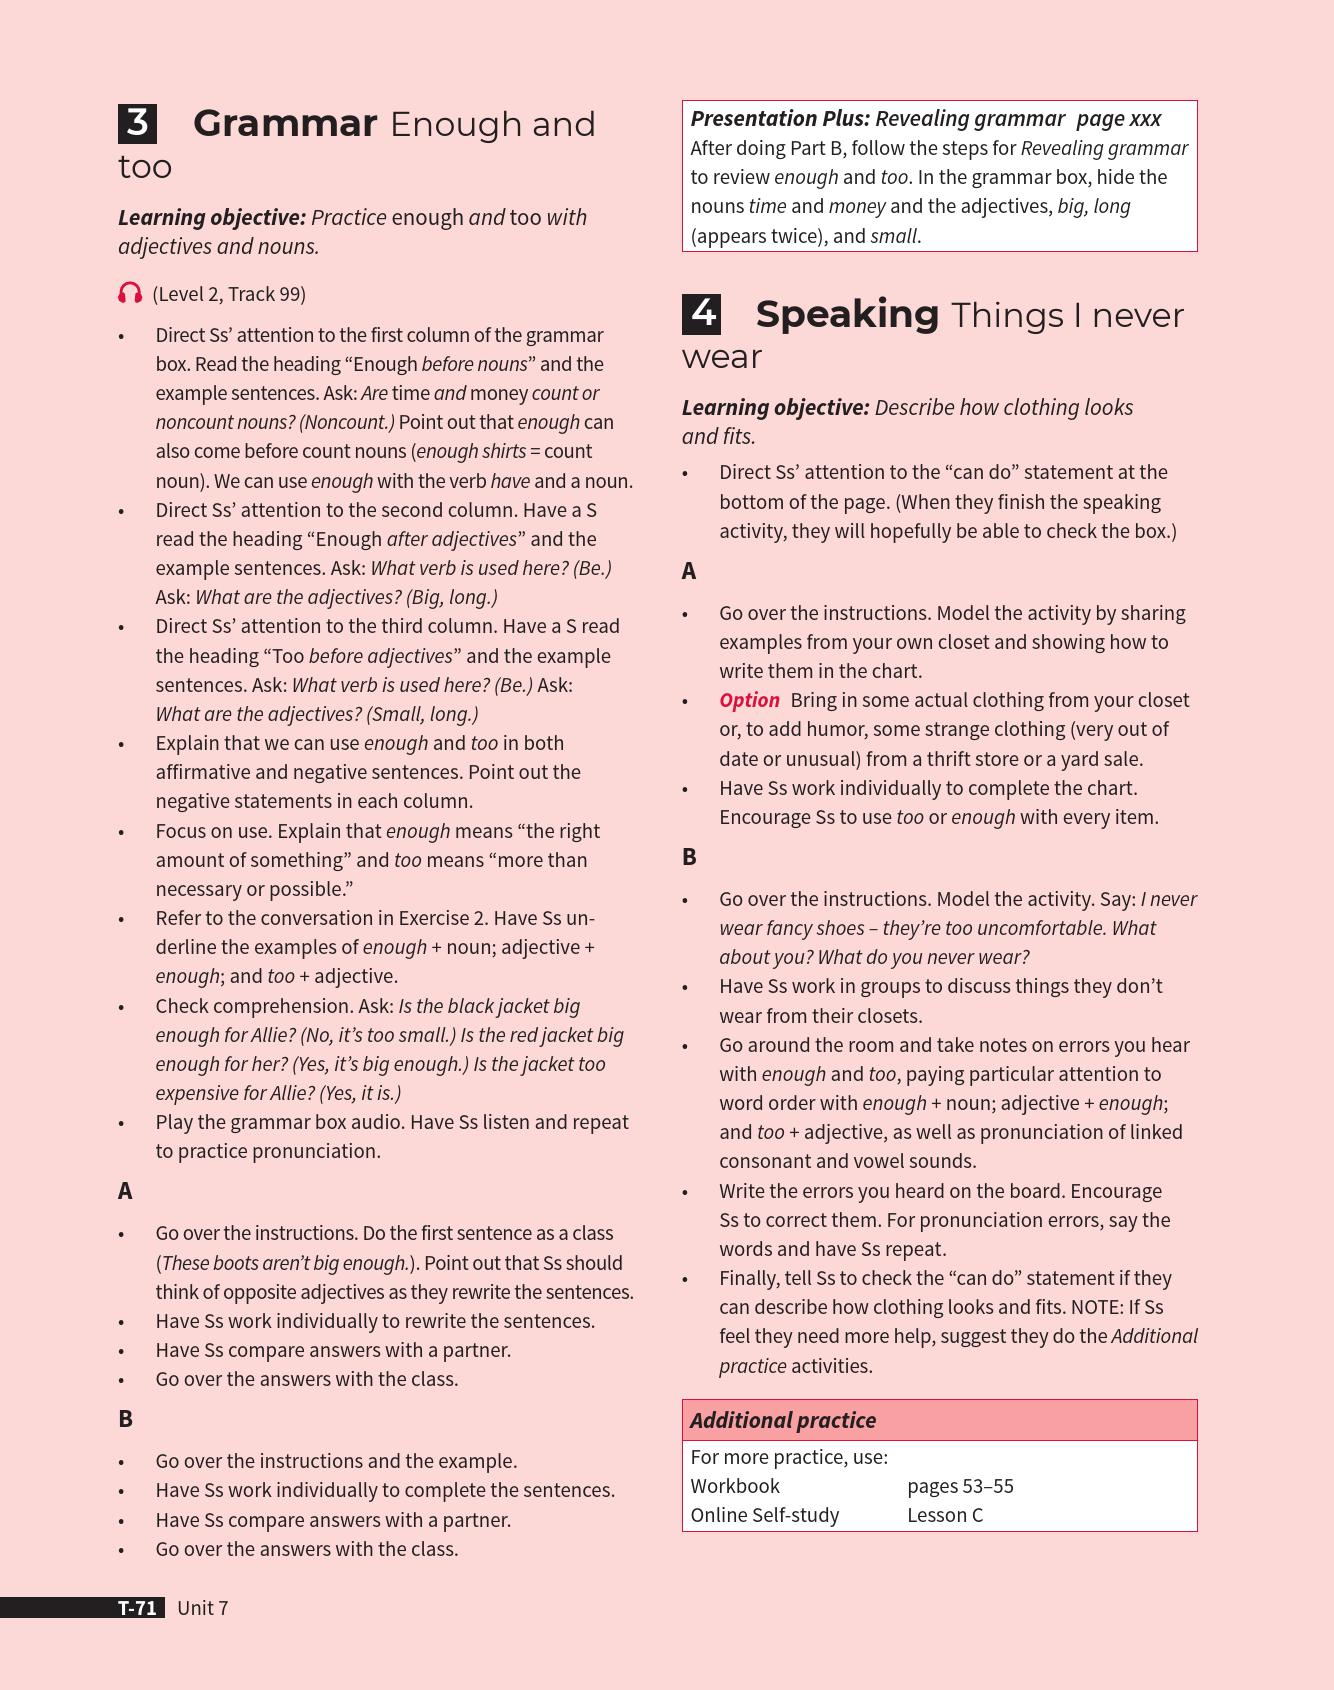 3 Grammar Enough and
too
Learning objective: Practice enough and too with
adjectives and nouns.
(Level 2, Track 99)
• Direct Ss’ attention to the first column of the grammar
box. Read the heading “Enough before nouns” and the
example sentences. Ask: Are time and money count or
noncount nouns? (Noncount.) Point out that enough can
also come before count nouns (enough shirts = count
noun). We can use enough with the verb have and a noun.
• Direct Ss’ attention to the second column. Have a S
read the heading “Enough after adjectives” and the
example sentences. Ask: What verb is used here? (Be.)
Ask: What are the adjectives? (Big, long.)
• Direct Ss’ attention to the third column. Have a S read
the heading “Too before adjectives” and the example
sentences. Ask: What verb is used here? (Be.) Ask:
What are the adjectives? (Small, long.)
• Explain that we can use enough and too in both
affirmative and negative sentences. Point out the
negative statements in each column.
• Focus on use. Explain that enough means “the right
amount of something” and too means “more than
necessary or possible.”
• Refer to the conversation in Exercise 2. Have Ss un-
derline the examples of enough + noun; adjective +
enough; and too + adjective.
• Check comprehension. Ask: Is the black jacket big
enough for Allie? (No, it’s too small.) Is the red jacket big
enough for her? (Yes, it’s big enough.) Is the jacket too
expensive for Allie? (Yes, it is.)
• Play the grammar box audio. Have Ss listen and repeat
to practice pronunciation.
A
• Go over the instructions. Do the first sentence as a class
(These boots aren’t big enough.). Point out that Ss should
think of opposite adjectives as they rewrite the sentences.
• Have Ss work individually to rewrite the sentences.
• Have Ss compare answers with a partner.
• Go over the answers with the class.
B
• Go over the instructions and the example.
• Have Ss work individually to complete the sentences.
• Have Ss compare answers with a partner.
• Go over the answers with the class.
Presentation Plus: Revealing grammar page xxx
After doing Part B, follow the steps for Revealing grammar
to review enough and too. In the grammar box, hide the
nouns time and money and the adjectives, big, long
(appears twice), and small.
4 Speaking Things I never
wear
Learning objective: Describe how clothing looks
and fits.
• Direct Ss’ attention to the “can do” statement at the
bottom of the page. (When they finish the speaking
activity, they will hopefully be able to check the box.)
A
• Go over the instructions. Model the activity by sharing
examples from your own closet and showing how to
write them in the chart.
• Option Bring in some actual clothing from your closet
or, to add humor, some strange clothing (very out of
date or unusual) from a thrift store or a yard sale.
• Have Ss work individually to complete the chart.
Encourage Ss to use too or enough with every item.
B
• Go over the instructions. Model the activity. Say: I never
wear fancy shoes – they’re too uncomfortable. What
about you? What do you never wear?
• Have Ss work in groups to discuss things they don’t
wear from their closets.
• Go around the room and take notes on errors you hear
with enough and too, paying particular attention to
word order with enough + noun; adjective + enough;
and too + adjective, as well as pronunciation of linked
consonant and vowel sounds.
• Write the errors you heard on the board. Encourage
Ss to correct them. For pronunciation errors, say the
words and have Ss repeat.
• Finally, tell Ss to check the “can do” statement if they
can describe how clothing looks and fits. NOTE: If Ss
feel they need more help, suggest they do the Additional
practice activities.
Additional practice
For more practice, use:
Workbook pages 53–55
Online Self-study Lesson C
T-71 Unit 7